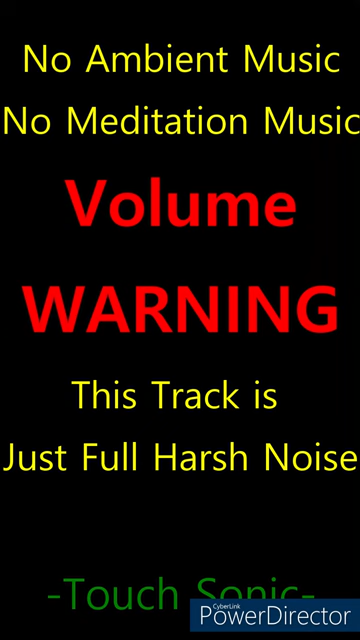 No Ambient Music
No Meditation Music
Volume
WARNING
This Track is
Just Full Harsh Noise
-Touch Sonic-
CyberLink
PowerDirector